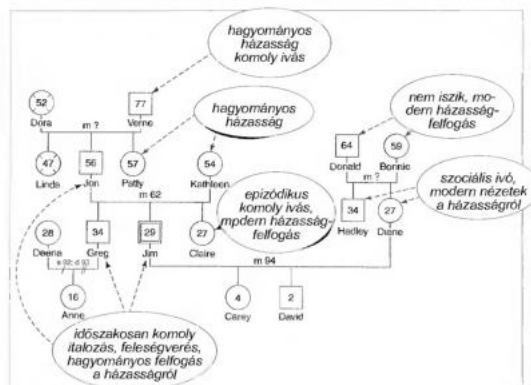 hagyományos
házasság
komoly ivás
52
77
Dora
Verne
m ?
hagyományos
házasság
nem iszik, mo-
dern házasság-
felfogás
64
59
Donald
Bonnie
m ?
47
56
57
54
Linda
Jon
Patty
Kathleen
m 62
szociális ivó,
modern nézetek
a házasságról
epizódikus
komoly ivás,
modern házasság-
felfogás
28
34
29
27
34
27
Deena
Greg
Jim
Claire
Hadley
Diane
m 94
16
4
2
Anne
Carey
David
időszakosan komoly
italozás, feleségverés,
hagyományos felfogás
a házasságról